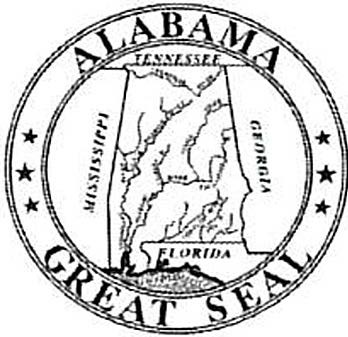 ALABAMA
TENNESSEE
MISSISSIPPI
GEORGIA
FLORIDA
GREAT SEAL